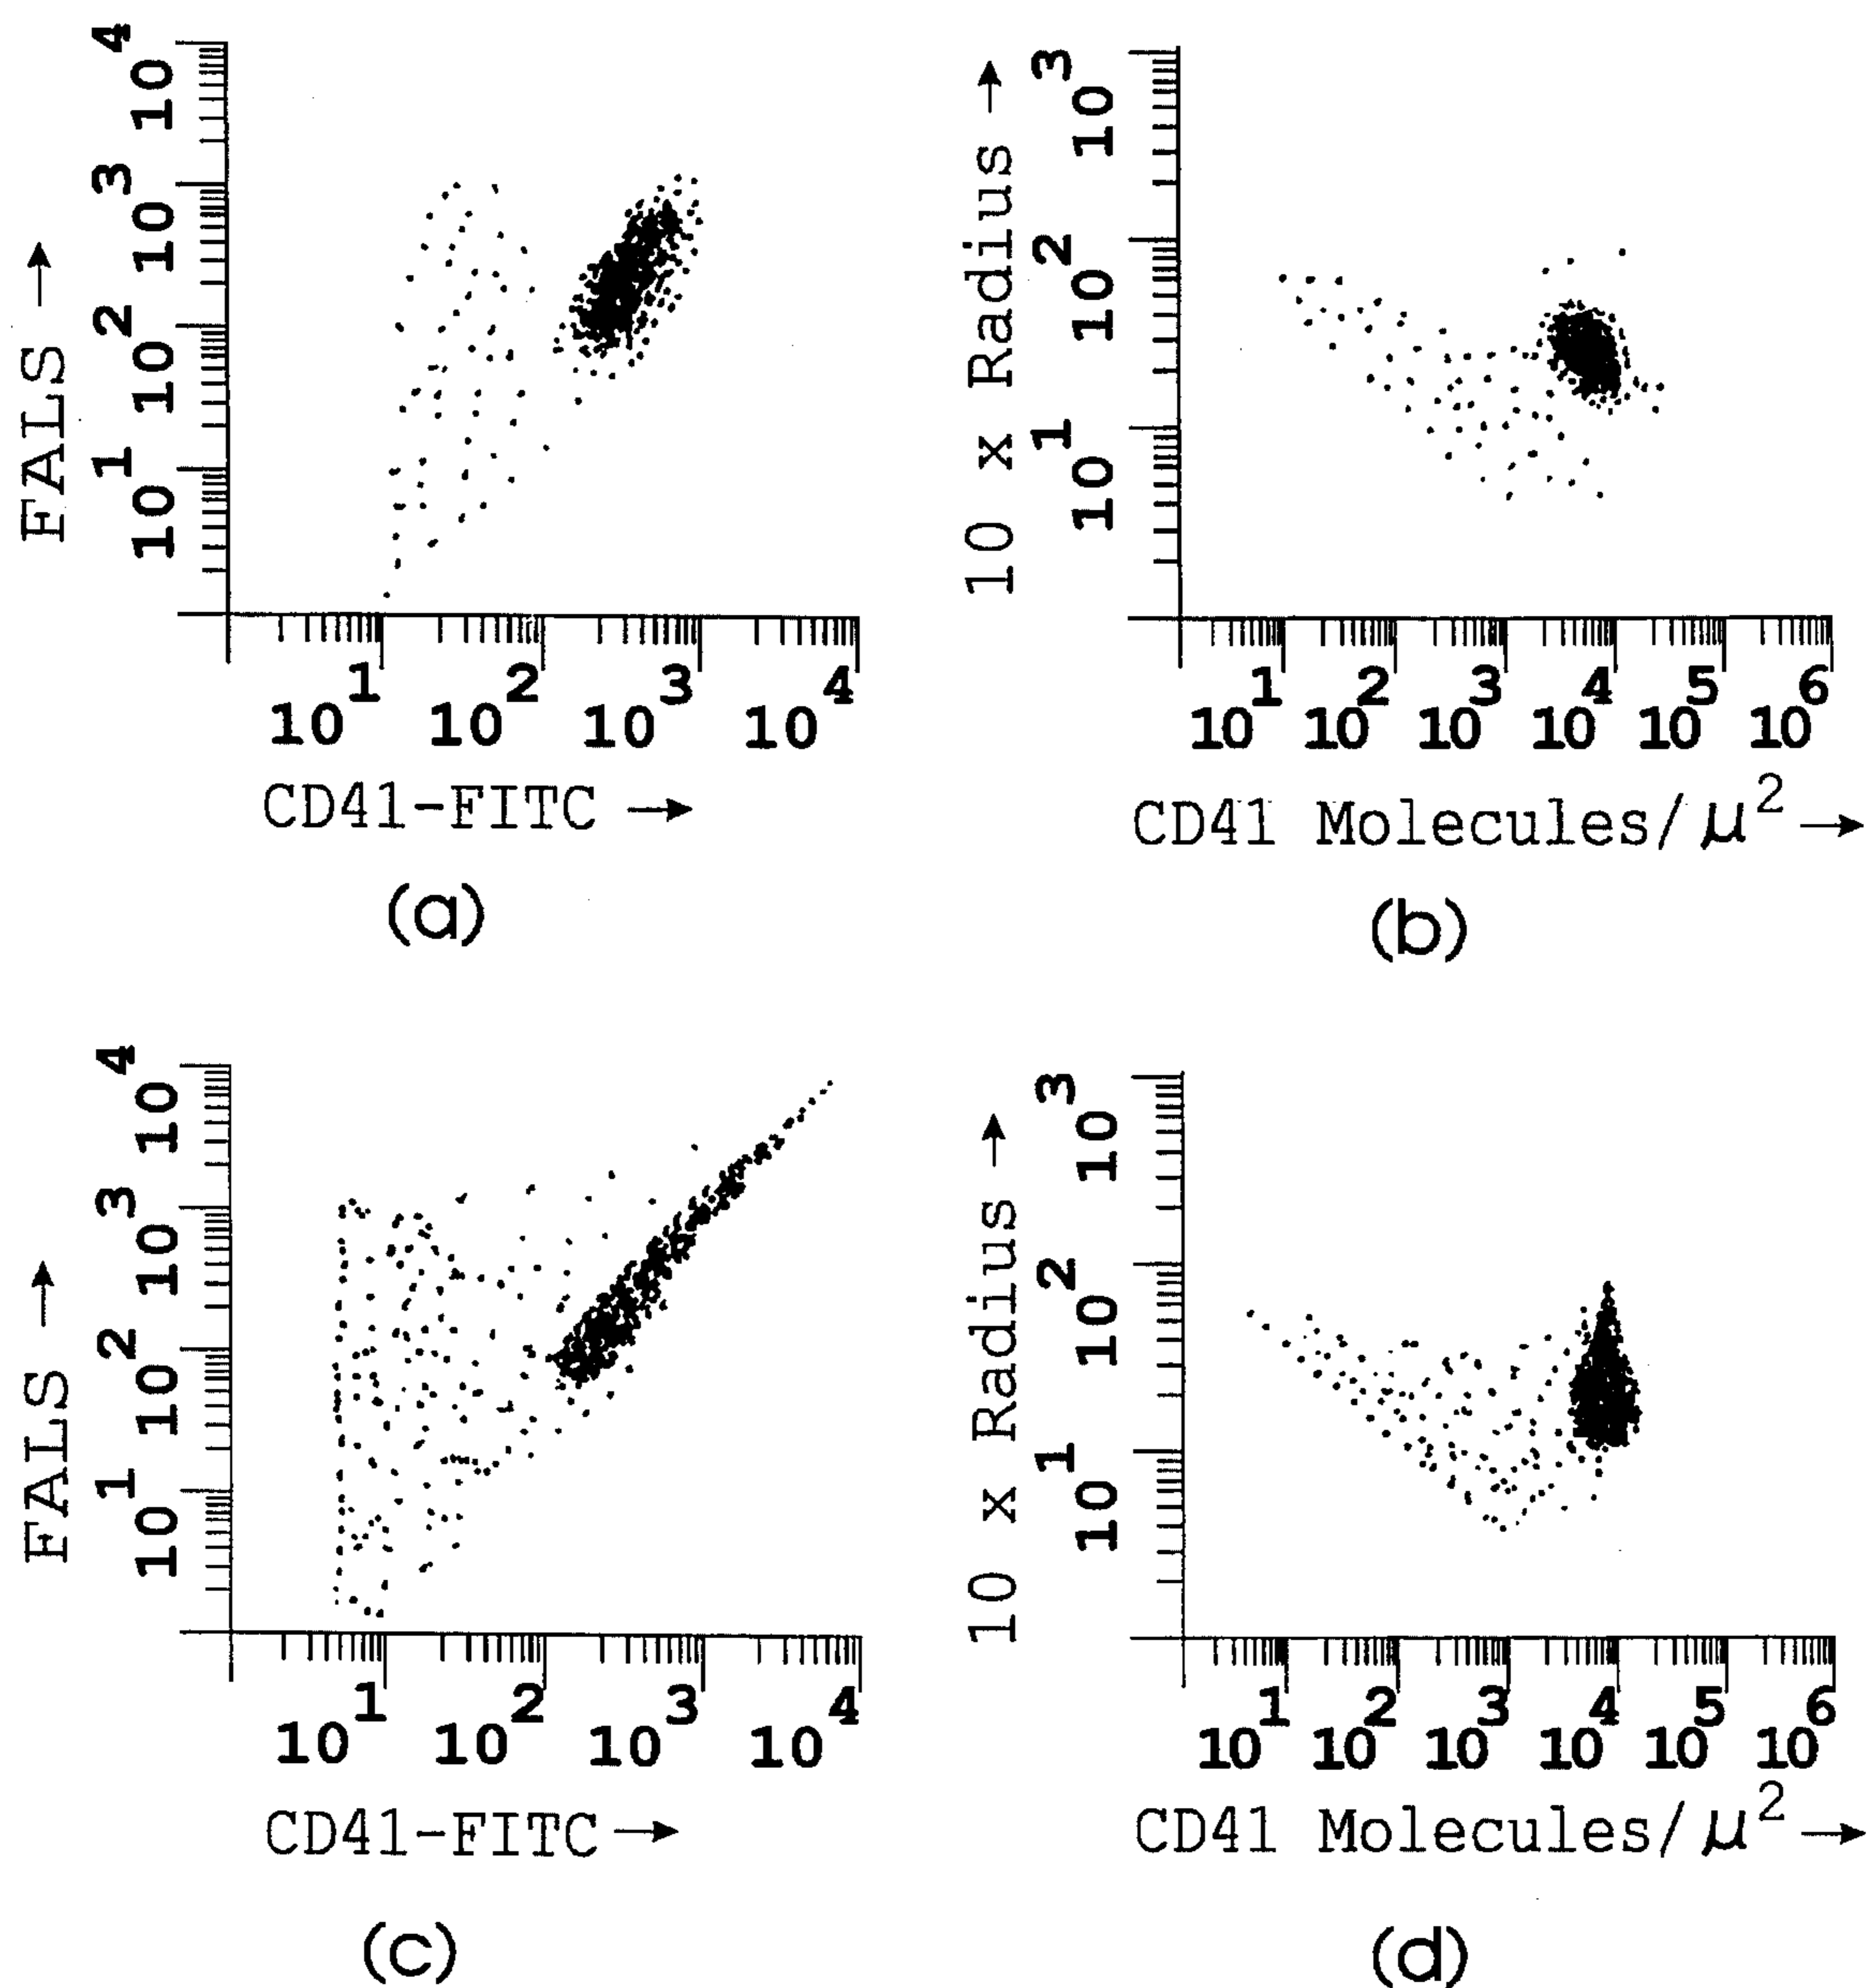 FALS →
10^4
10^3
10^2
10^1
10^1 10^2 10^3 10^4
CD41-FITC →
(a)
10 x Radius →
10^3
10^2
10^1
10^1 10^2 10^3 10^4 10^5 10^6
CD41 Molecules/μ^2 →
(b)
FALS →
10^4
10^3
10^2
10^1
10^1 10^2 10^3 10^4
CD41-FITC →
(c)
10 x Radius →
10^3
10^2
10^1
10^1 10^2 10^3 10^4 10^5 10^6
CD41 Molecules/μ^2 →
(d)